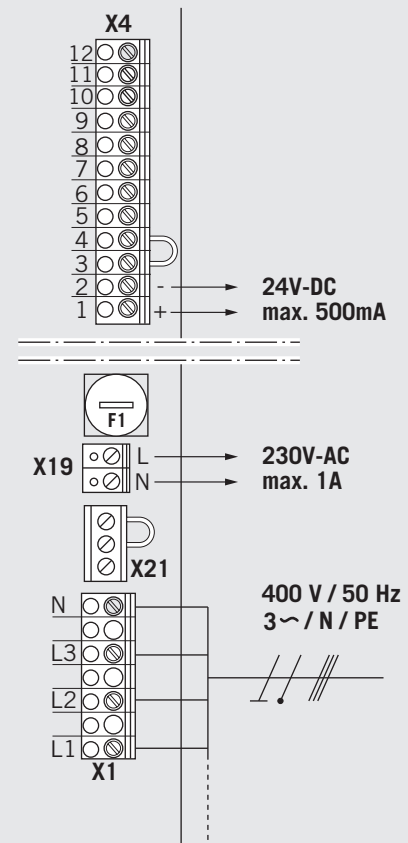 X4
12
11
10
9
8
7
6
5
4
3
2 - 24V-DC
1 + max. 500mA
F1
X19 L 230V-AC
N max. 1A
X21
400 V / 50 Hz
3~ / N / PE
N
L3
L2
L1
X1